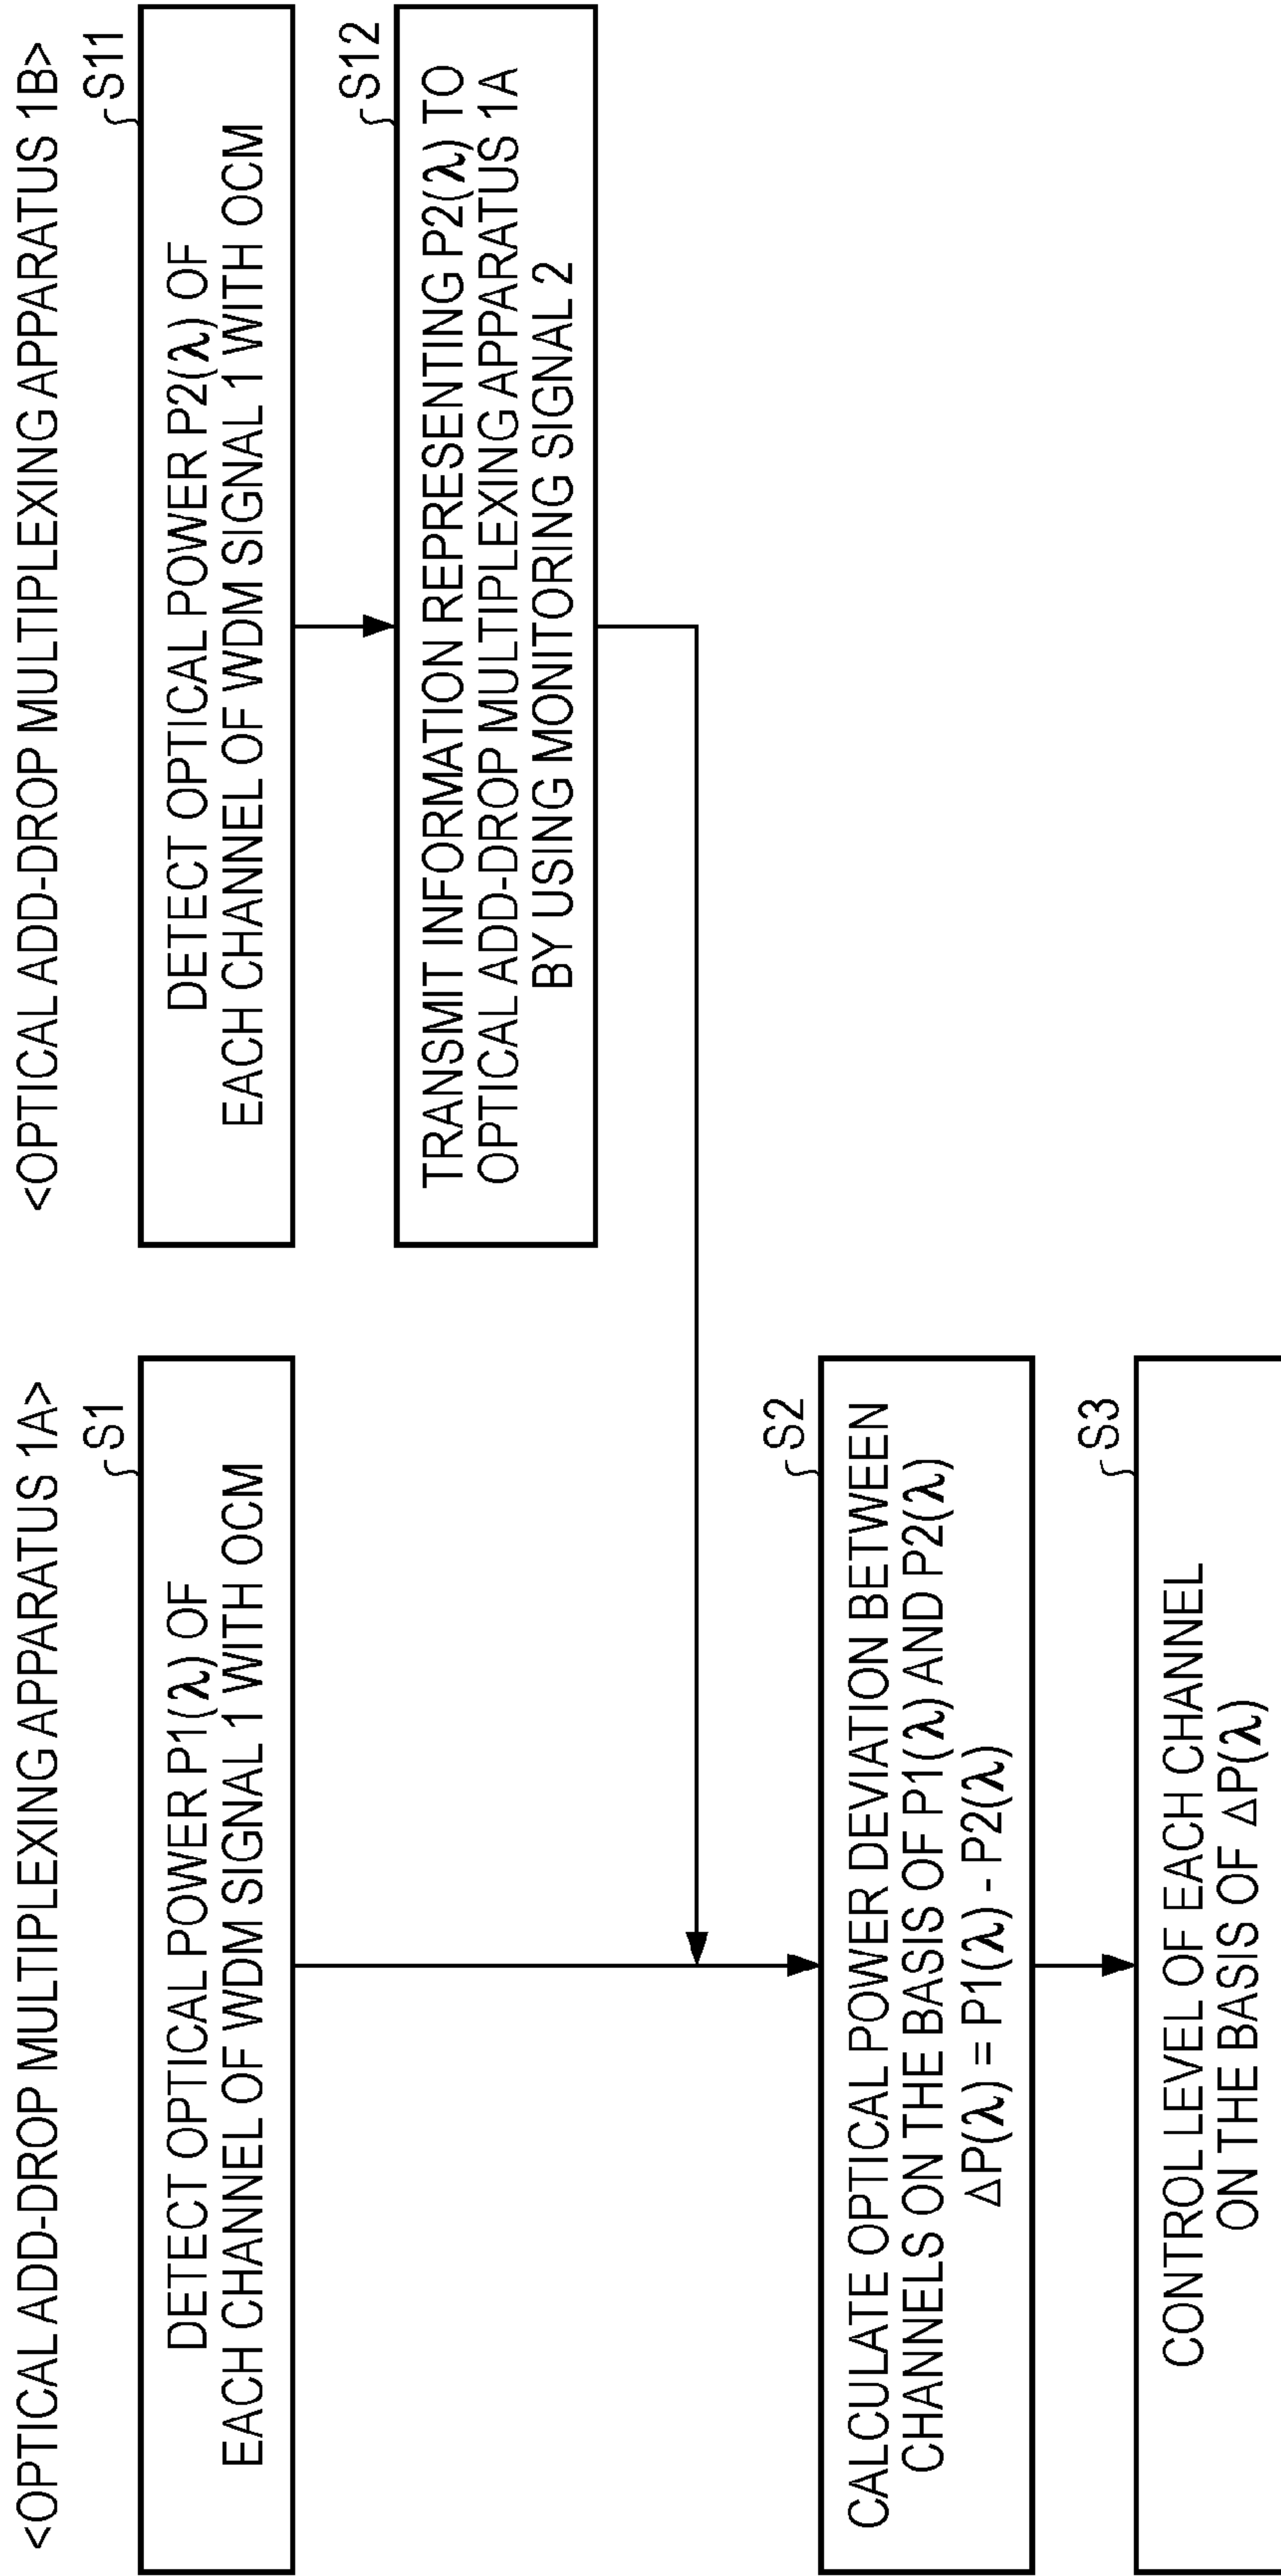 <OPTICAL ADD-DROP MULTIPLEXING APPARATUS 1A>
S1
DETECT OPTICAL POWER P1(λ) OF
EACH CHANNEL OF WDM SIGNAL 1 WITH OCM
<OPTICAL ADD-DROP MULTIPLEXING APPARATUS 1B>
S11
DETECT OPTICAL POWER P2(λ) OF
EACH CHANNEL OF WDM SIGNAL 1 WITH OCM
S12
TRANSMIT INFORMATION REPRESENTING P2(λ) TO
OPTICAL ADD-DROP MULTIPLEXING APPARATUS 1A
BY USING MONITORING SIGNAL 2
S2
CALCULATE OPTICAL POWER DEVIATION BETWEEN
CHANNELS ON THE BASIS OF P1(λ) AND P2(λ)
ΔP(λ) = P1(λ) - P2(λ)
S3
CONTROL LEVEL OF EACH CHANNEL
ON THE BASIS OF ΔP(λ)